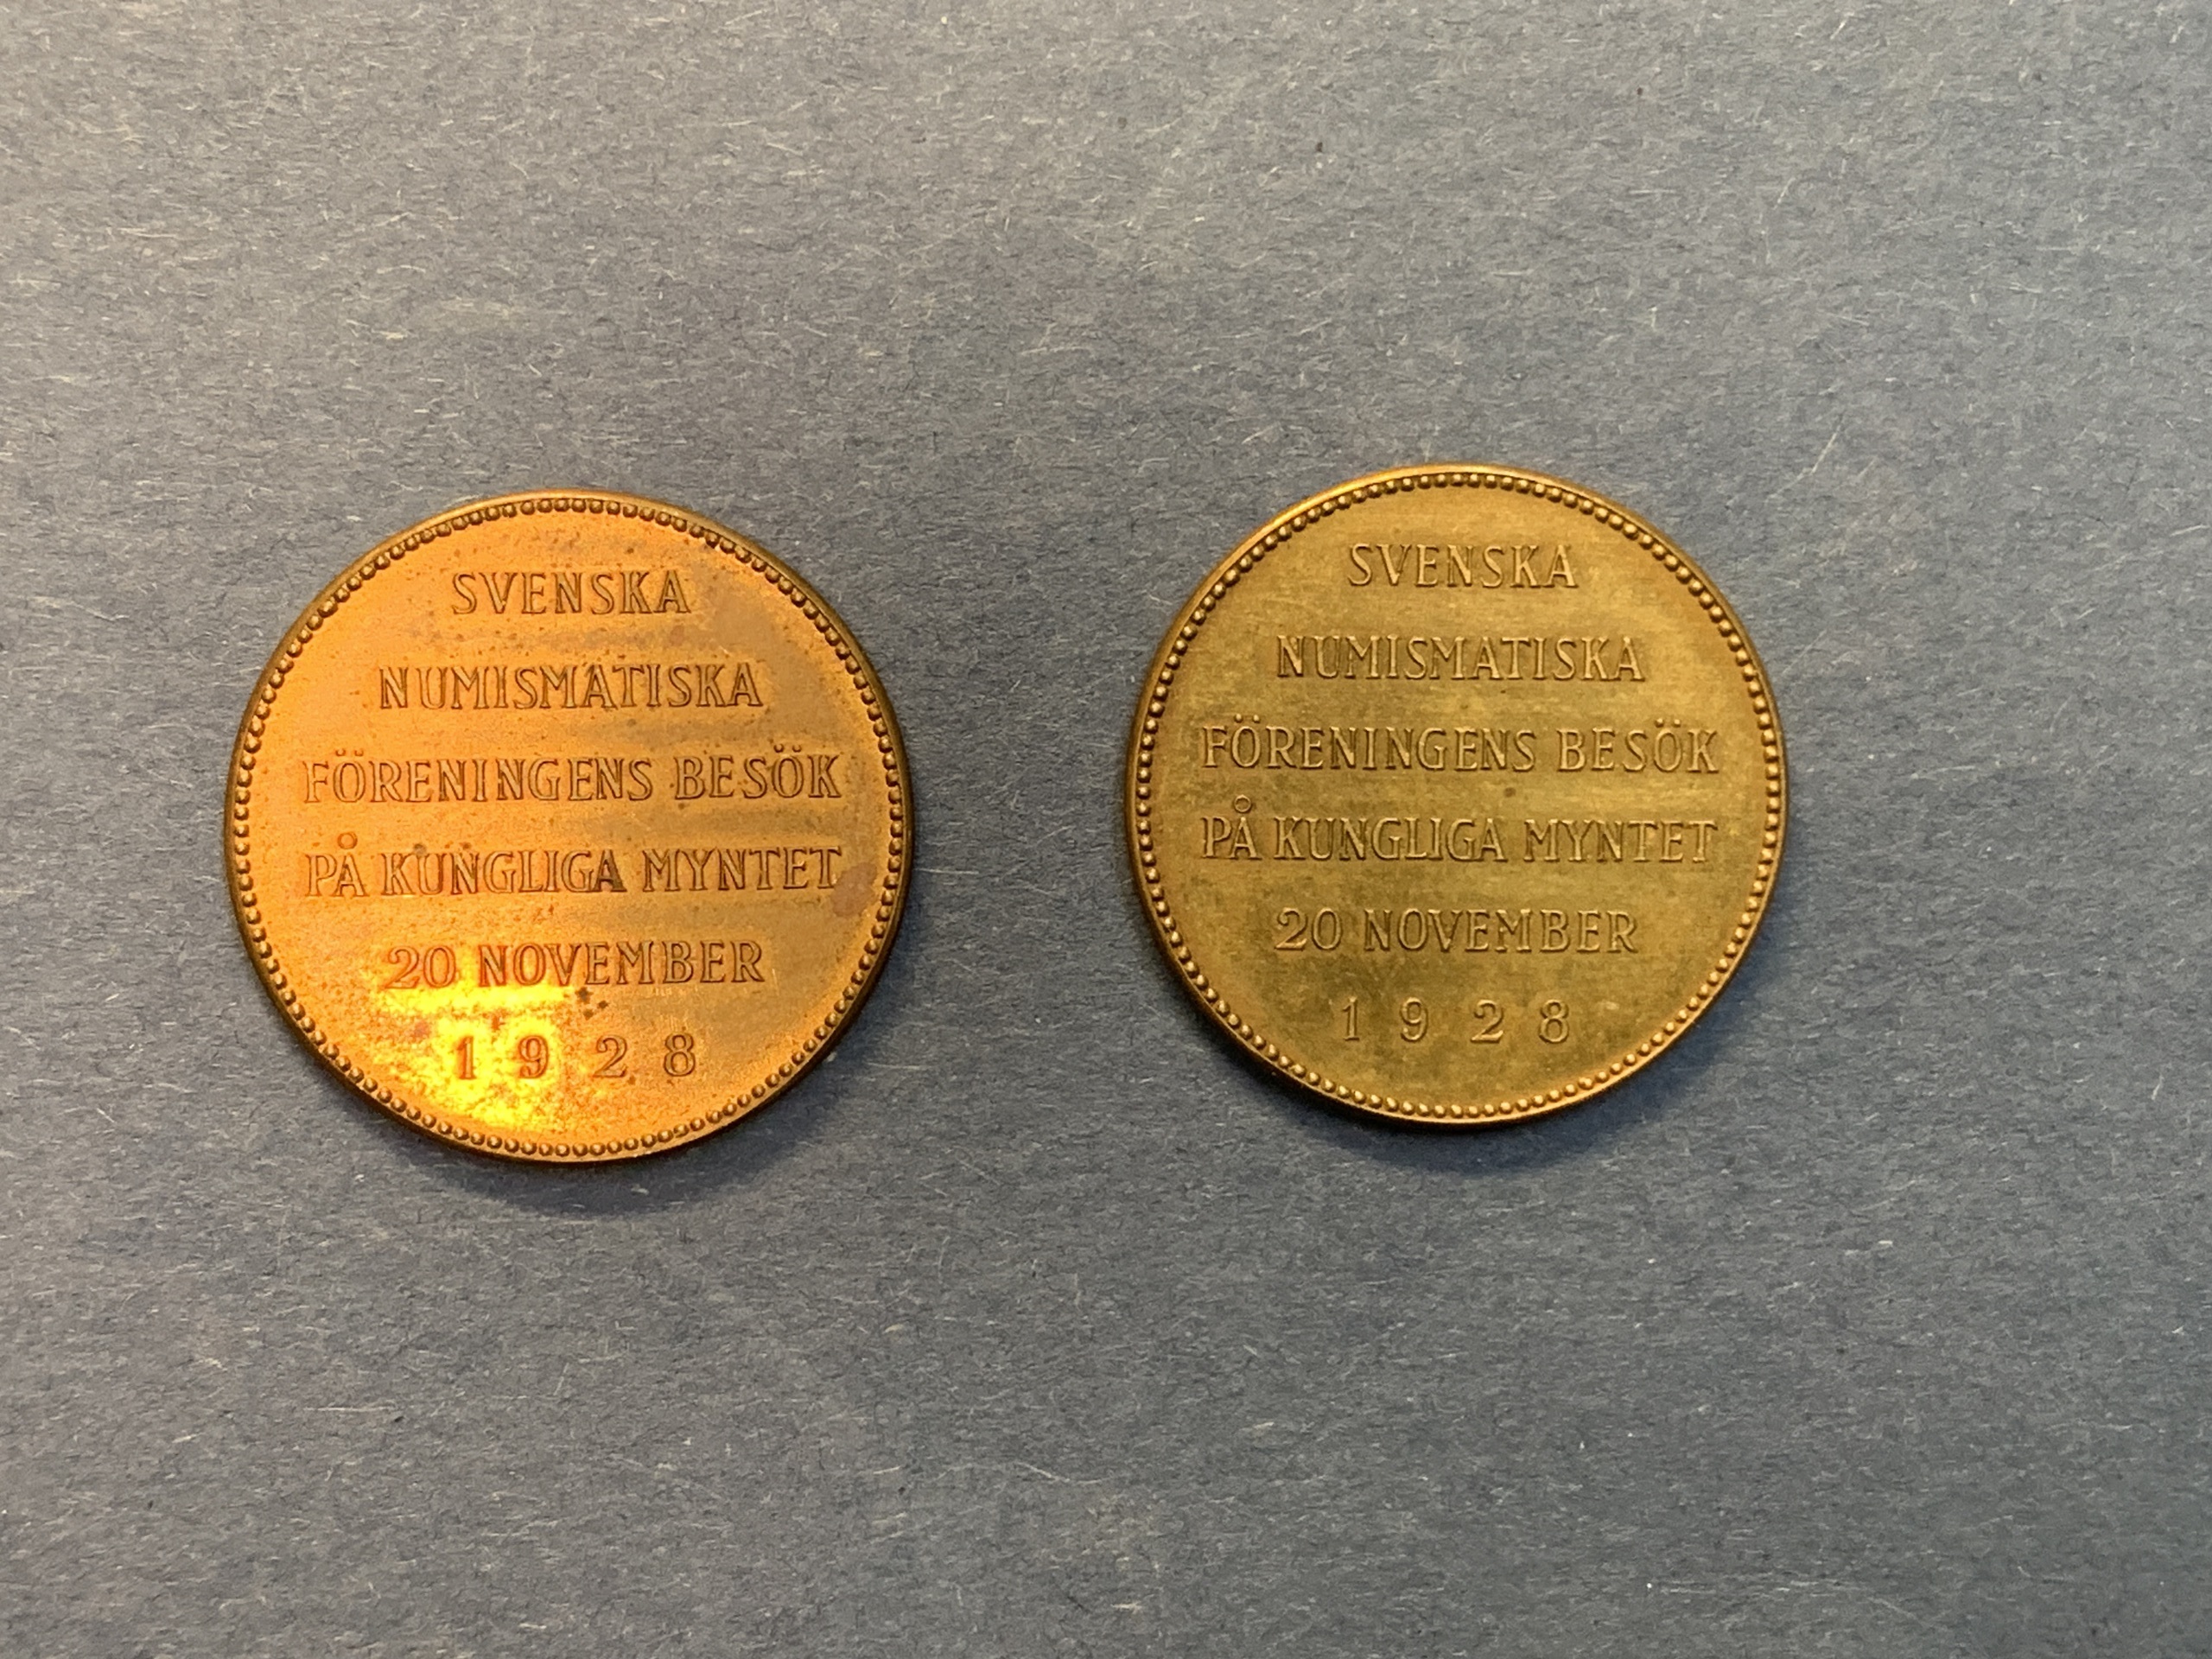 SVENSKA
NUMISMATISKA
FÖRENINGENS BESÖK
PÅ KUNGLIGA MYNTET
20 NOVEMBER
1928
SVENSKA
NUMISMATISKA
FÖRENINGENS BESÖK
PÅ KUNGLIGA MYNTET
20 NOVEMBER
1928